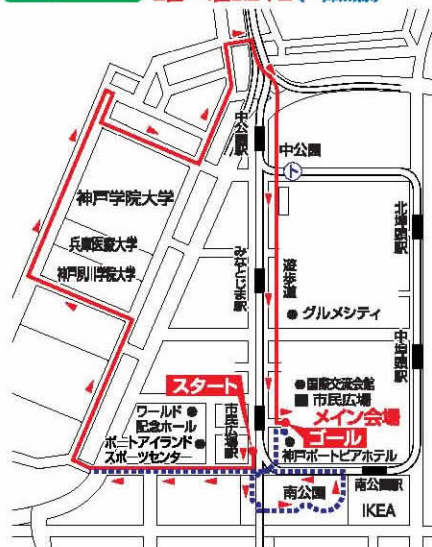 中公園駅
中公園
ト
神戸学院大学
兵庫医療大学
神戸夙川学院大学
北埠頭駅
みなとじま駅
遊歩道
グルメシティ
中埠頭駅
国際交流会館
市民広場
スタート
メイン会場
ワールド
記念ホール
市民広場駅
ゴール
ポートアイランド
スポーツセンター
神戸ポートピアホテル
南公園
南公園駅
IKEA